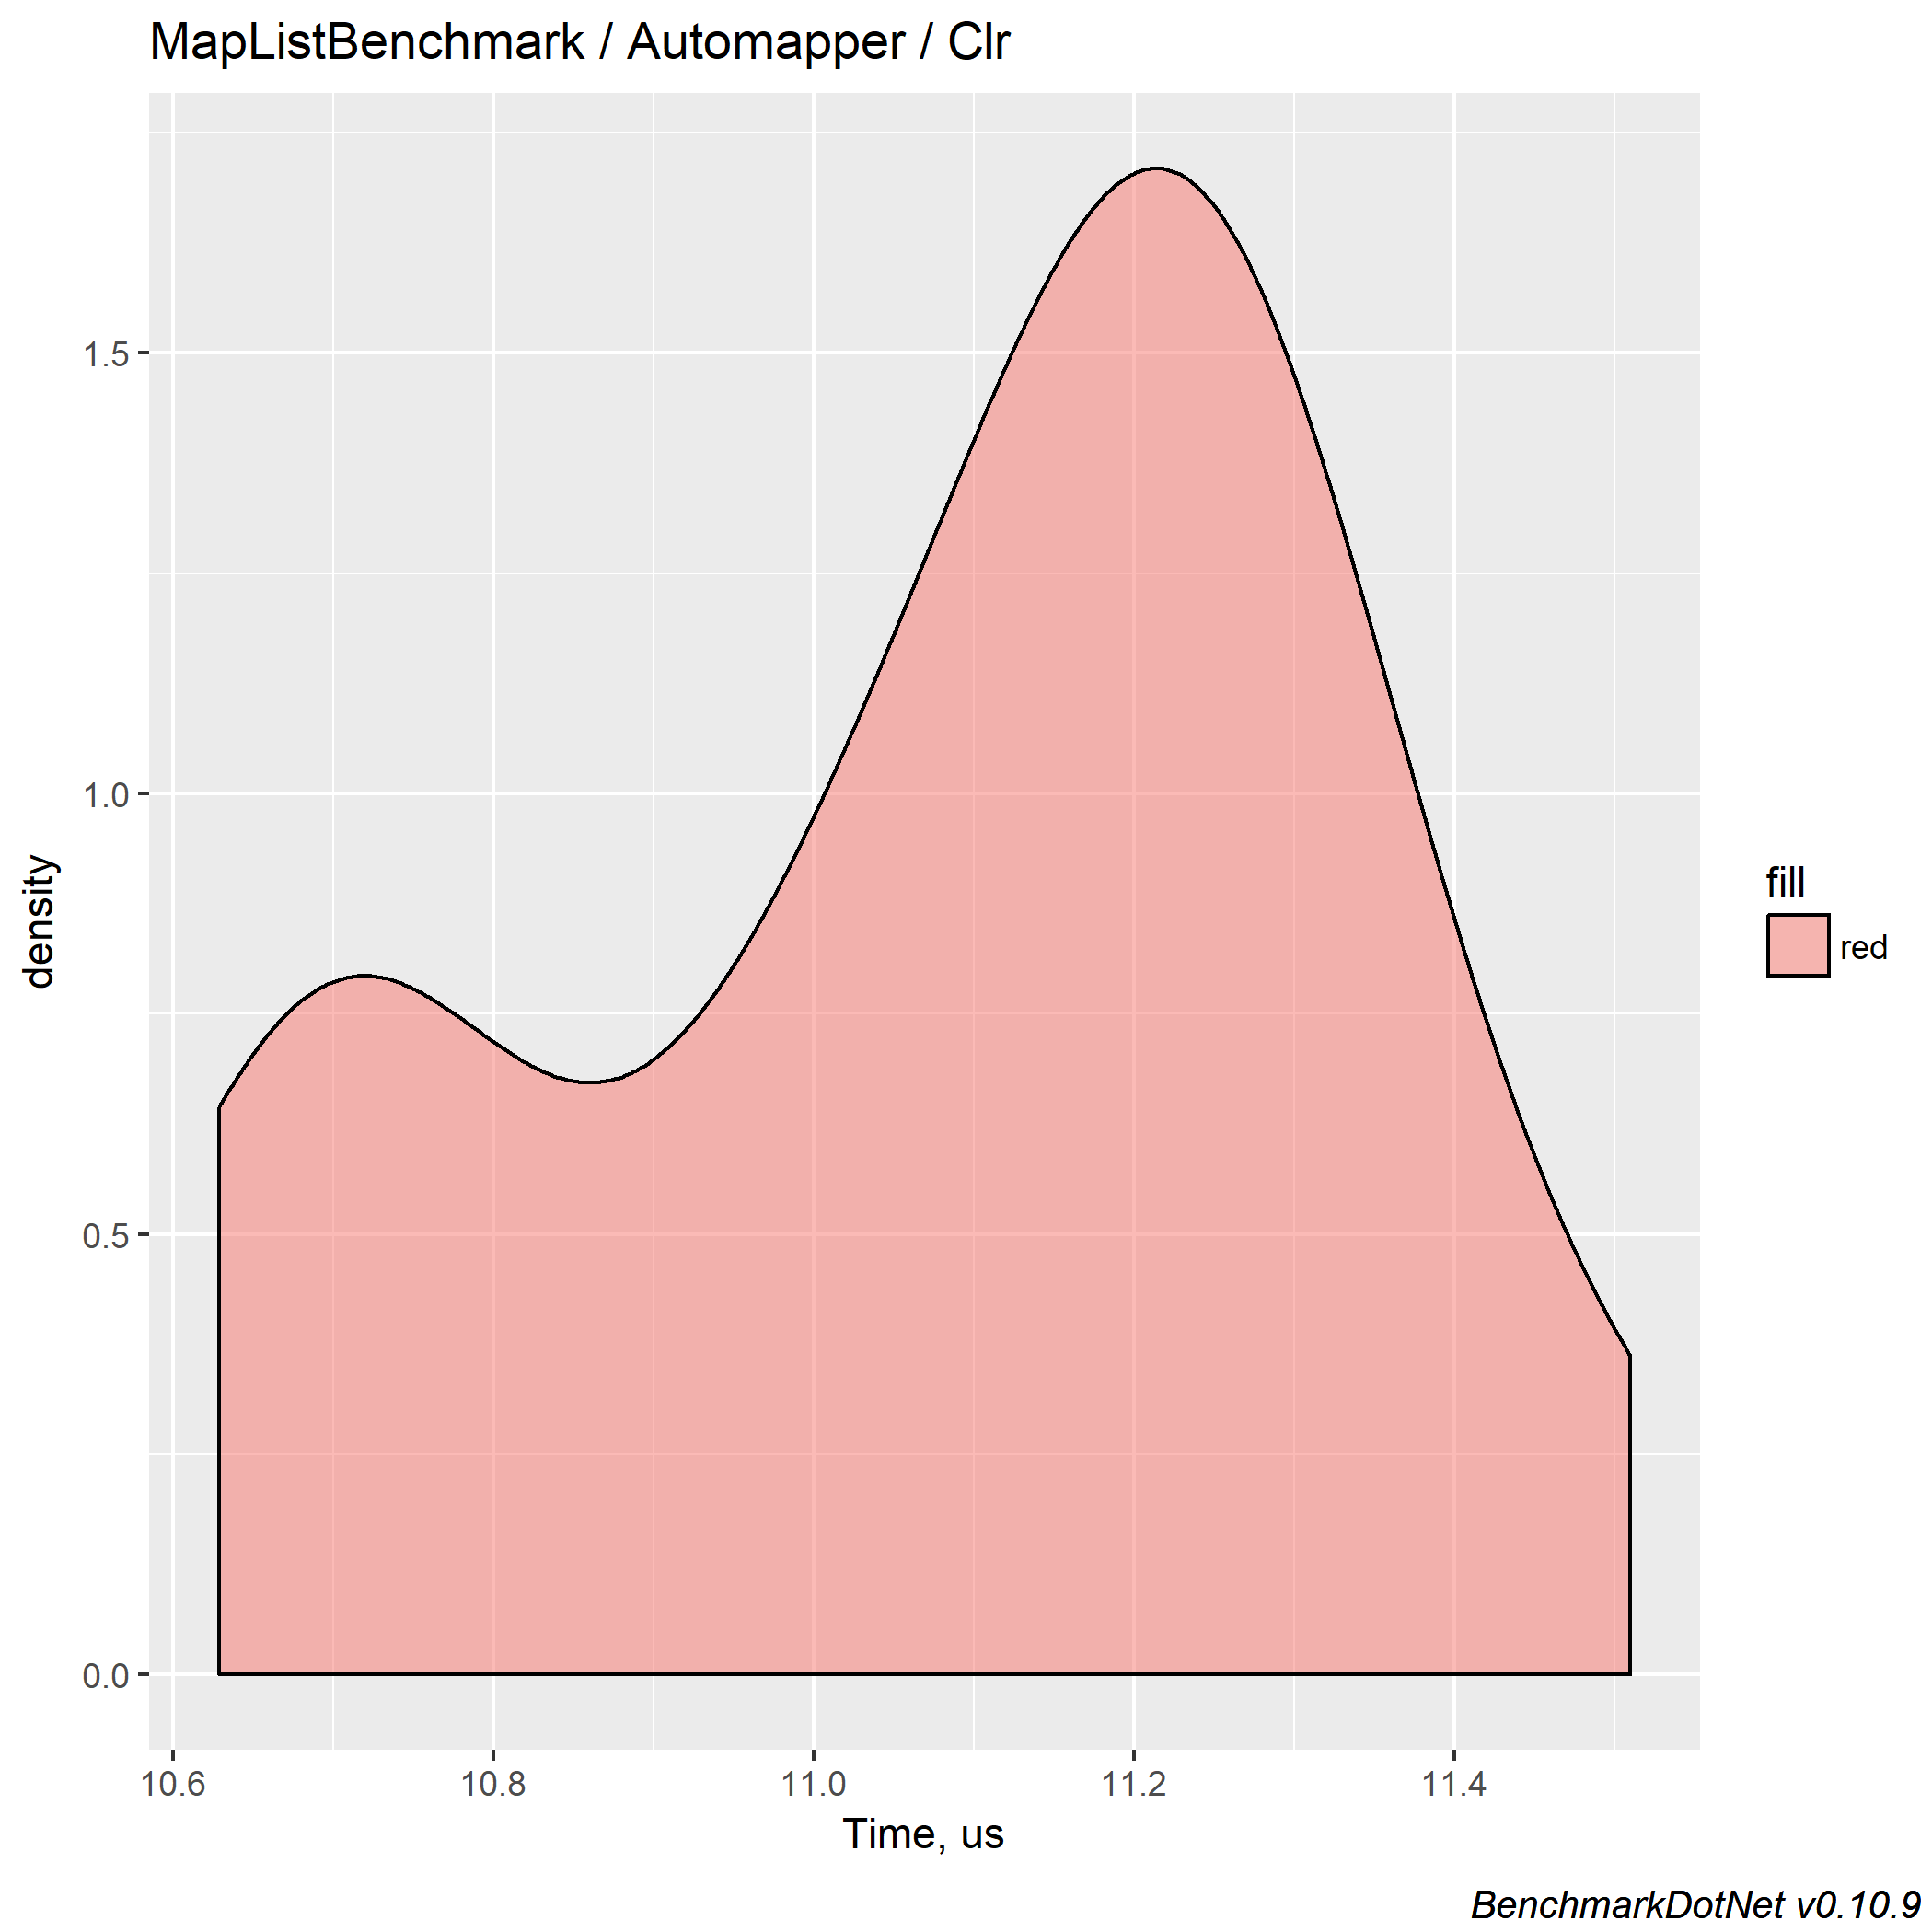 MapListBenchmark / Automapper / Clr
density
1.5
1.0
0.5
0.0
10.6 10.8 11.0 11.2 11.4
Time, us
fill
red
BenchmarkDotNet v0.10.9